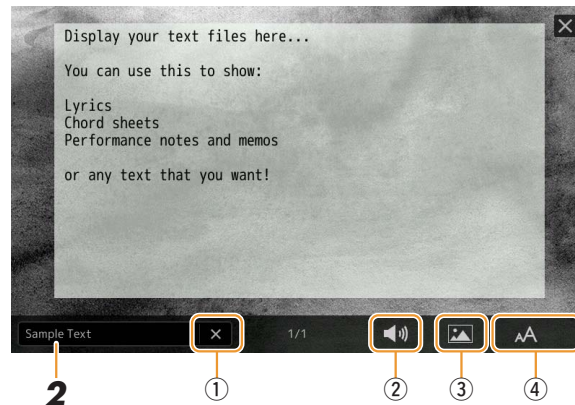 Display your text files here...
You can use this to show:
Lyrics
Chord sheets
Performance notes and memos
or any text that you want!
Sample Text
1/1
AA
2
①
②
③
④